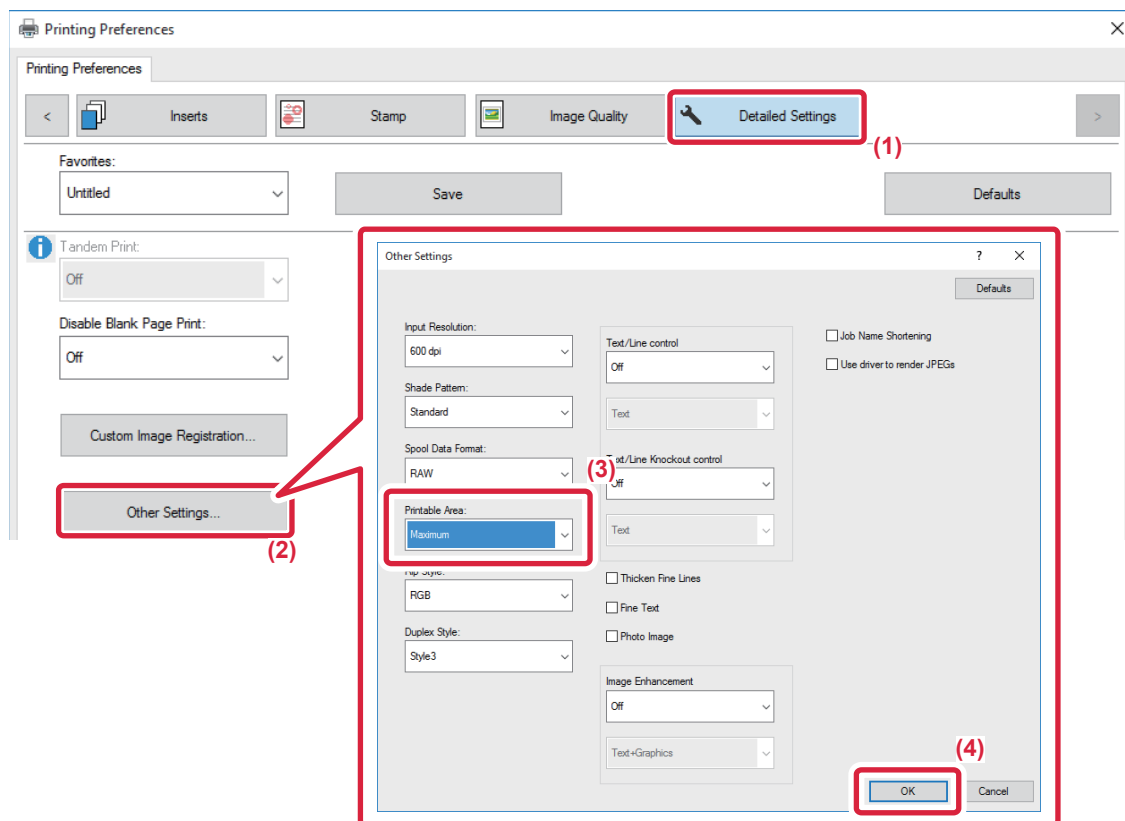 Printing Preferences
Printing Preferences
<
Inserts
Stamp
Image Quality
Detailed Settings
>
(1)
Favorites:
Untitled
Save
Defaults
Tandem Print:
Off
Disable Blank Page Print:
Off
Custom Image Registration...
Other Settings...
(2)
Other Settings
?
Defaults
Input Resolution:
600 dpi
Shade Pattern:
Standard
Spool Data Format:
RAW
(3)
Printable Area:
Maximum
Rip Style:
RGB
Duplex Style:
Style3
Text/Line control
Off
Text
Text/Line Knockout control
Off
Text
Thicken Fine Lines
Fine Text
Photo Image
Image Enhancement
Off
Text+Graphics
Job Name Shortening
Use driver to render JPEGs
(4)
OK
Cancel